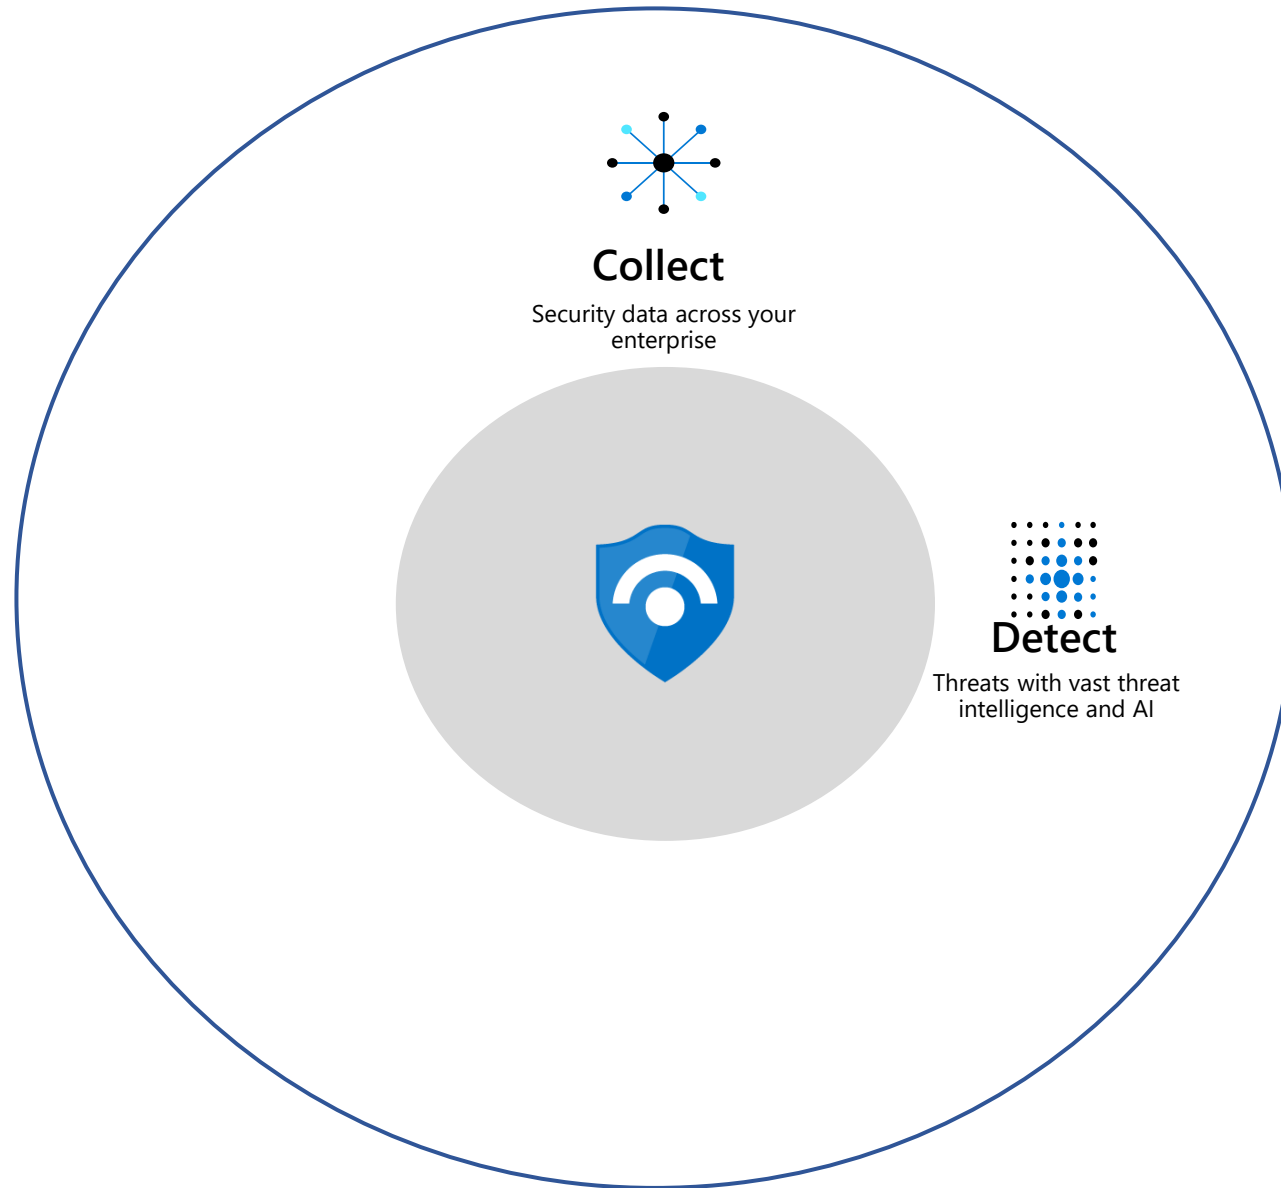 Collect
Security data across your
enterprise
Detect
Threats with vast threat
intelligence and AI